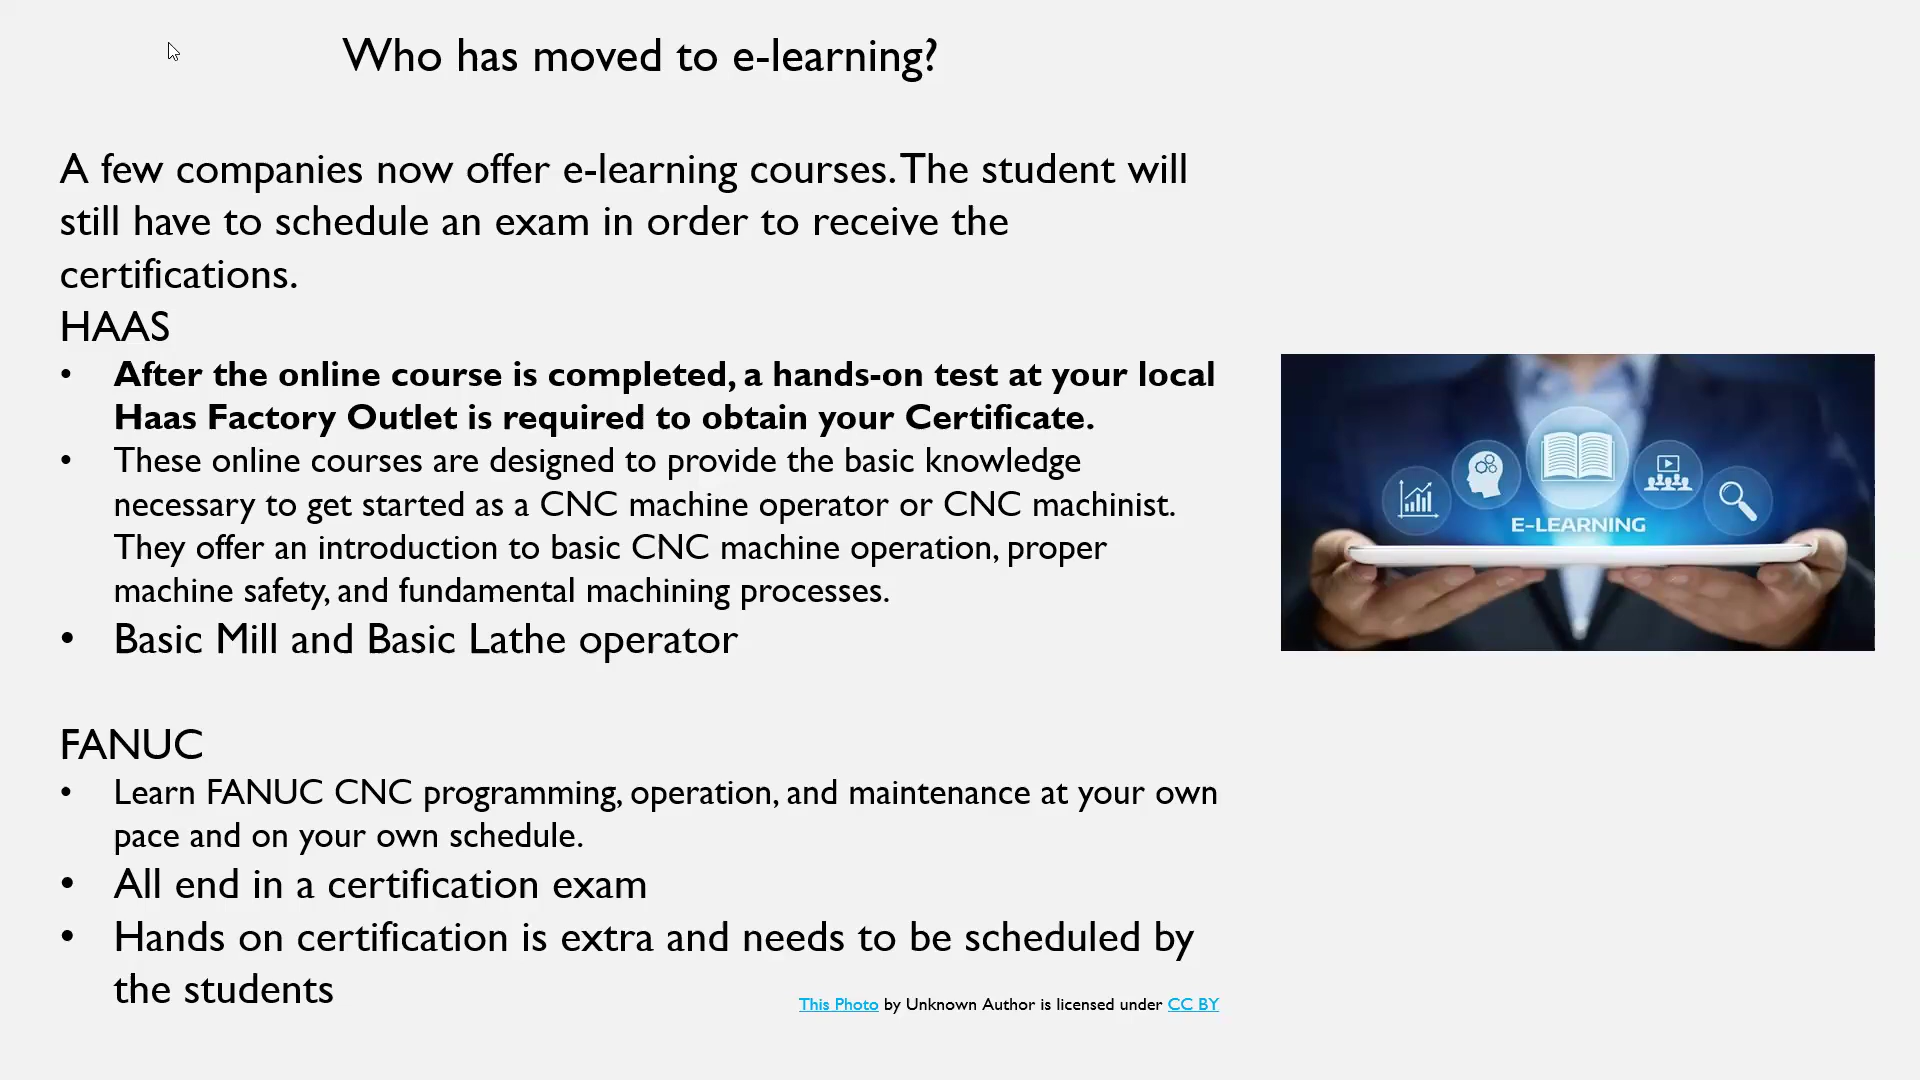 Who has moved to e-learning?
A few companies now offer e-learning courses. The student will
still have to schedule an exam in order to receive the
certifications.
HAAS
• After the online course is completed, a hands-on test at your local
Haas Factory Outlet is required to obtain your Certificate.
• These online courses are designed to provide the basic knowledge
necessary to get started as a CNC machine operator or CNC machinist.
They offer an introduction to basic CNC machine operation, proper
machine safety, and fundamental machining processes.
• Basic Mill and Basic Lathe operator
E-LEARNING
FANUC
• Learn FANUC CNC programming, operation, and maintenance at your own
pace and on your own schedule.
• All end in a certification exam
• Hands on certification is extra and needs to be scheduled by
the students
This Photo by Unknown Author is licensed under CC BY